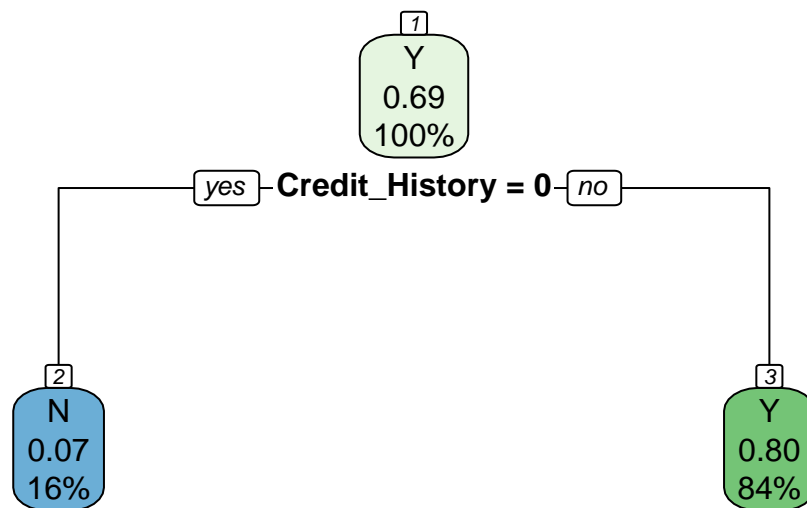 1
Y
0.69
100%
yes Credit_History = 0 no
2
N
0.07
16%
3
Y
0.80
84%